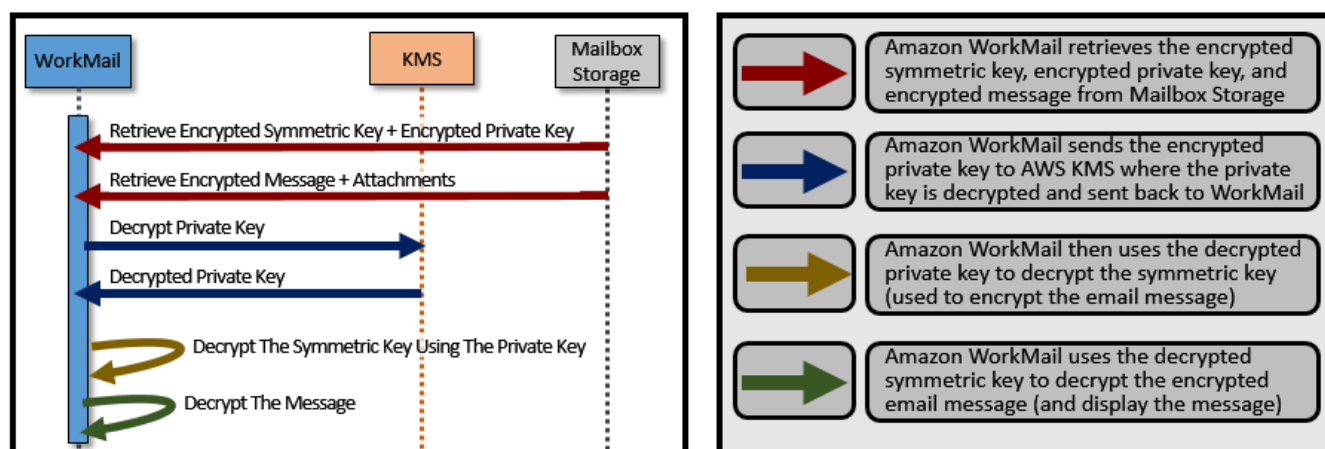 WorkMail
KMS
Mailbox
Storage
Retrieve Encrypted Symmetric Key + Encrypted Private Key
Retrieve Encrypted Message + Attachments
Decrypt Private Key
Decrypted Private Key
Decrypt The Symmetric Key Using The Private Key
Decrypt The Message
Amazon WorkMail retrieves the encrypted
symmetric key, encrypted private key, and
encrypted message from Mailbox Storage
Amazon WorkMail sends the encrypted
private key to AWS KMS where the private
key is decrypted and sent back to WorkMail
Amazon WorkMail then uses the decrypted
private key to decrypt the symmetric key
(used to encrypt the email message)
Amazon WorkMail uses the decrypted
symmetric key to decrypt the encrypted
email message (and display the message)